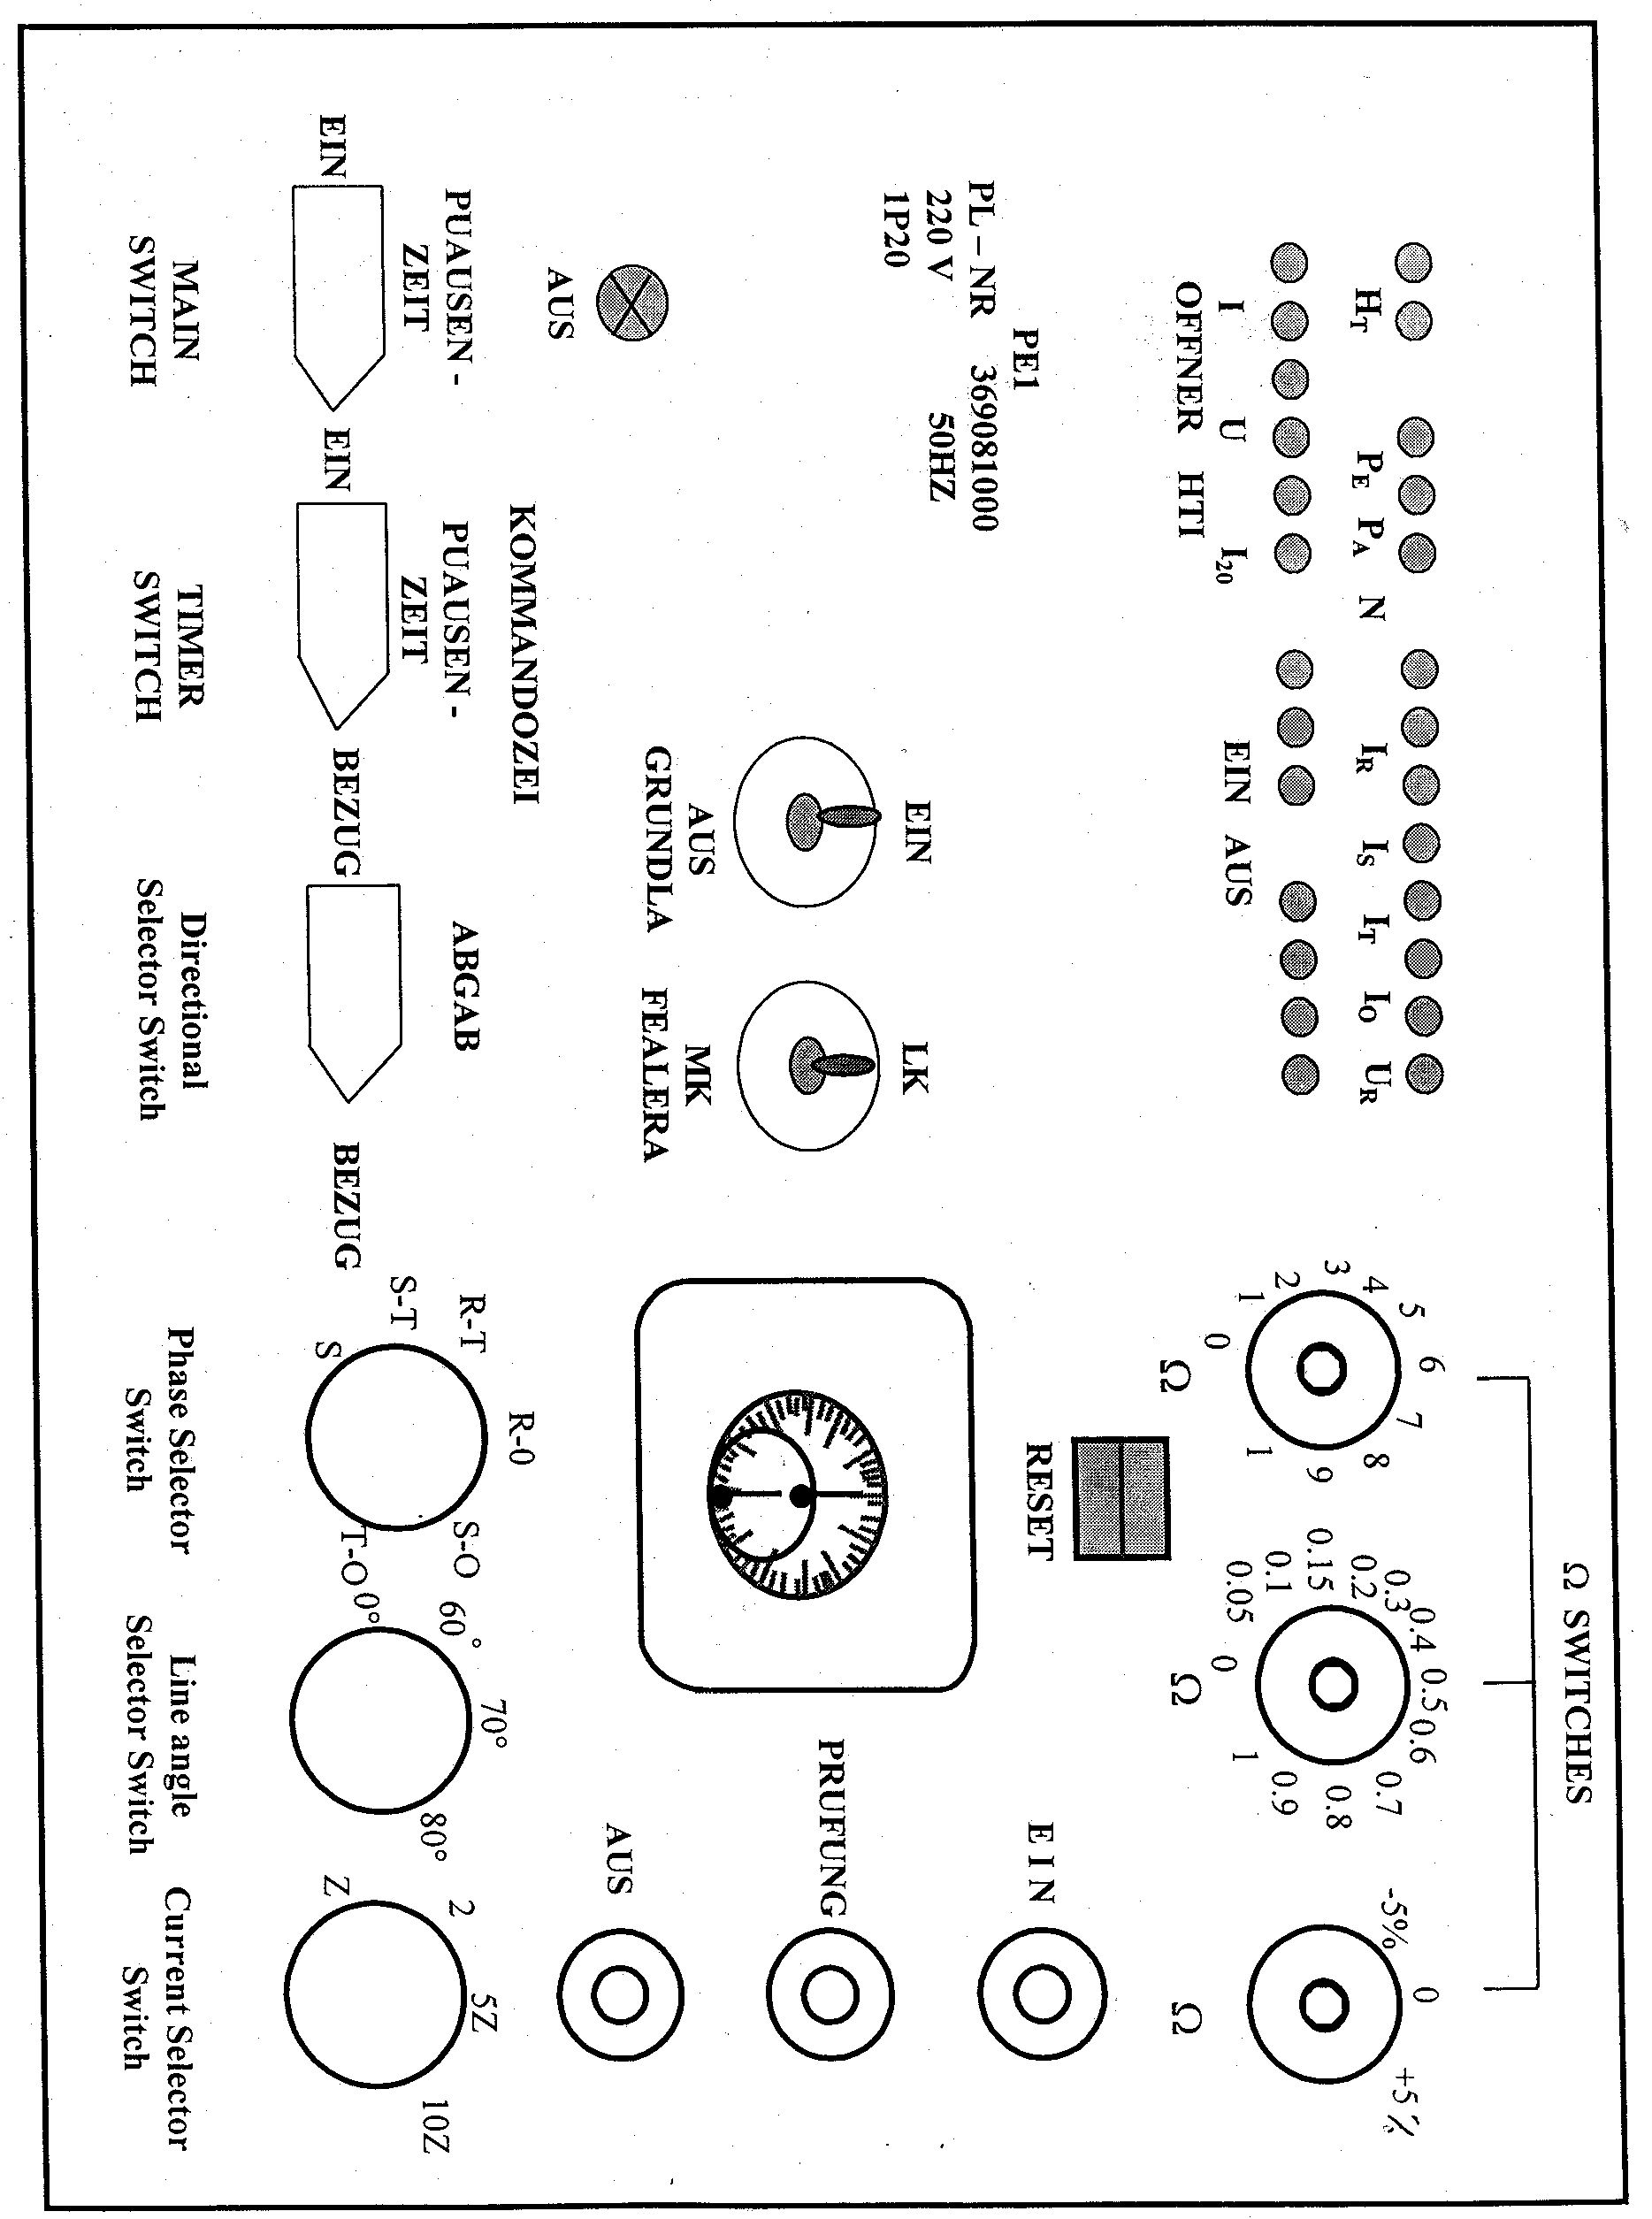 Ω SWITCHES
H_T P_E P_A N I_R I_S I_T I_O U_R
0 1 2 3 4 5 6 7 8 9 1
Ω
0 0.05 0.1 0.15 0.2 0.3 0.4 0.5 0.6 0.7 0.8 0.9 1
Ω
-5% 0 +5%
Ω
I U I20 EIN AUS
OFFNER HTI
RESET
PE1
PL – NR 369081000
220 V 50HZ
1P20
EIN LK
AUS MK
GRUNDLA FEALERA
E I N
PRUFUNG
AUS
AUS
KOMMANDOZEI
PUAUSEN -
ZEIT
PUAUSEN -
ZEIT
ABGAB
EIN EIN BEZUG BEZUG
S S-T R-T R-0 S-O T-O
0° 60° 70° 80°
Z 2 5Z 10Z
MAIN
SWITCH
TIMER
SWITCH
Directional
Selector Switch
Phase Selector
Switch
Line angle
Selector Switch
Current Selector
Switch